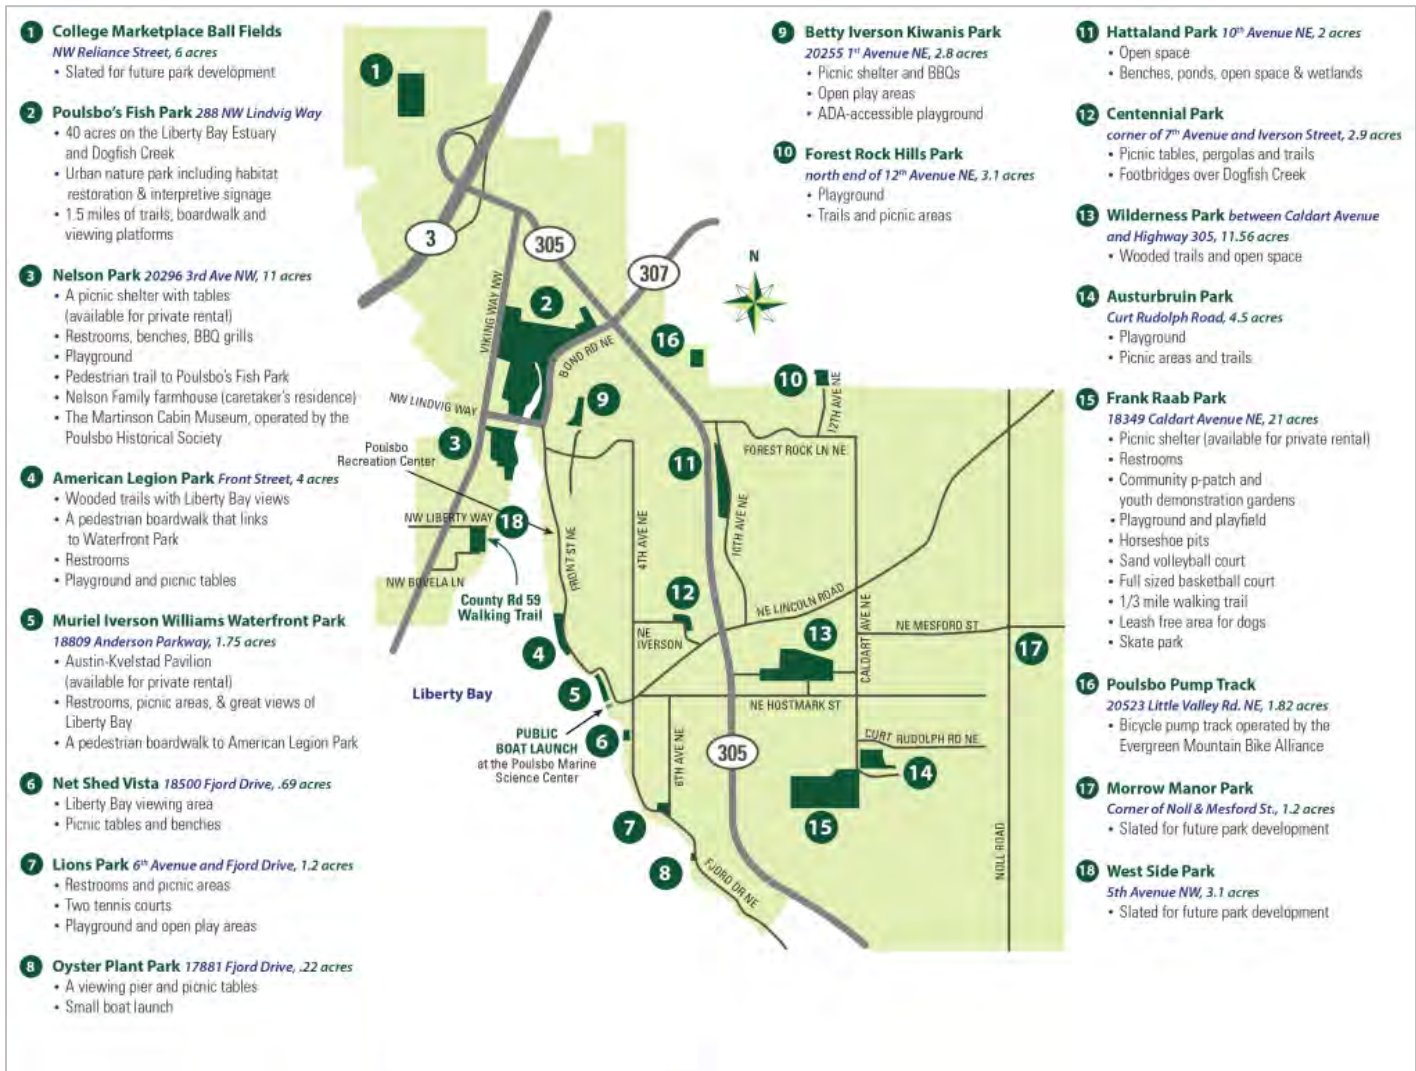 1 College Marketplace Ball Fields
NW Reliance Street, 6 acres
• Slated for future park development
2 Poulsbo's Fish Park 288 NW Lindvig Way
• 40 acres on the Liberty Bay Estuary
and Dogfish Creek
• Urban nature park including habitat
restoration & interpretive signage
• 1.5 miles of trails, boardwalk and
viewing platforms
3 Nelson Park 20296 3rd Ave NW, 11 acres
• A picnic shelter with tables
(available for private rental)
• Restrooms, benches, BBQ grills
• Playground
• Pedestrian trail to Poulsbo's Fish Park
• Nelson Family farmhouse (caretaker's residence)
• The Martinson Cabin Museum, operated by the
Poulsbo Historical Society
4 American Legion Park Front Street, 4 acres
• Wooded trails with Liberty Bay views
• A pedestrian boardwalk that links
to Waterfront Park
• Restrooms
• Playground and picnic tables
5 Muriel Iverson Williams Waterfront Park
18809 Anderson Parkway, 1.75 acres
• Austin-Kvelstad Pavilion
(available for private rental)
• Restrooms, picnic areas, & great views of
Liberty Bay
• A pedestrian boardwalk to American Legion Park
6 Net Shed Vista 18500 Fjord Drive, .69 acres
• Liberty Bay viewing area
• Picnic tables and benches
7 Lions Park 6th Avenue and Fjord Drive, 1.2 acres
• Restrooms and picnic areas
• Two tennis courts
• Playground and open play areas
8 Oyster Plant Park 17881 Fjord Drive, .22 acres
• A viewing pier and picnic tables
• Small boat launch
9 Betty Iverson Kiwanis Park
20255 1st Avenue NE, 2.8 acres
• Picnic shelter and BBQs
• Open play areas
• ADA-accessible playground
10 Forest Rock Hills Park
north end of 12th Avenue NE, 3.1 acres
• Playground
• Trails and picnic areas
11 Hattaland Park 10th Avenue NE, 2 acres
• Open space
• Benches, ponds, open space & wetlands
12 Centennial Park
corner of 7th Avenue and Iverson Street, 2.9 acres
• Picnic tables, pergolas and trails
• Footbridges over Dogfish Creek
13 Wilderness Park between Caldart Avenue
and Highway 305, 11.56 acres
• Wooded trails and open space
14 Austurbruin Park
Curt Rudolph Road, 4.5 acres
• Playground
• Picnic areas and trails
15 Frank Raab Park
18349 Caldart Avenue NE, 21 acres
• Picnic shelter (available for private rental)
• Restrooms
• Community p-patch and
youth demonstration gardens
• Playground and playfield
• Horseshoe pits
• Sand volleyball court
• Full sized basketball court
• 1/3 mile walking trail
• Leash free area for dogs
• Skate park
16 Poulsbo Pump Track
20523 Little Valley Rd. NE, 1.82 acres
• Bicycle pump track operated by the
Evergreen Mountain Bike Alliance
17 Morrow Manor Park
Corner of Noll & Mesford St., 1.2 acres
• Slated for future park development
18 West Side Park
5th Avenue NW, 3.1 acres
• Slated for future park development
1
3
305
307
N
VIKING WAY NW
2
16
BOND RD NE
10
12TH AVE NE
NW LINDVIG WAY
9
3
Poulsbo
Recreation Center
FOREST ROCK LN NE
11
NW LIBERTY WAY
18
FRONT ST NE
4TH AVE NE
10TH AVE NE
NW BOVELA LN
County Rd 59
Walking Trail
12
NE LINCOLN ROAD
CALDART AVE NE
NE MESFORD ST
NE
IVERSON
13
17
4
Liberty Bay
5
NE HOSTMARK ST
PUBLIC
BOAT LAUNCH
at the Poulsbo Marine
Science Center
6
6TH AVE NE
305
CURT RUDOLPH RD NE
14
15
7
8
FJORD DR NE
NOLL ROAD